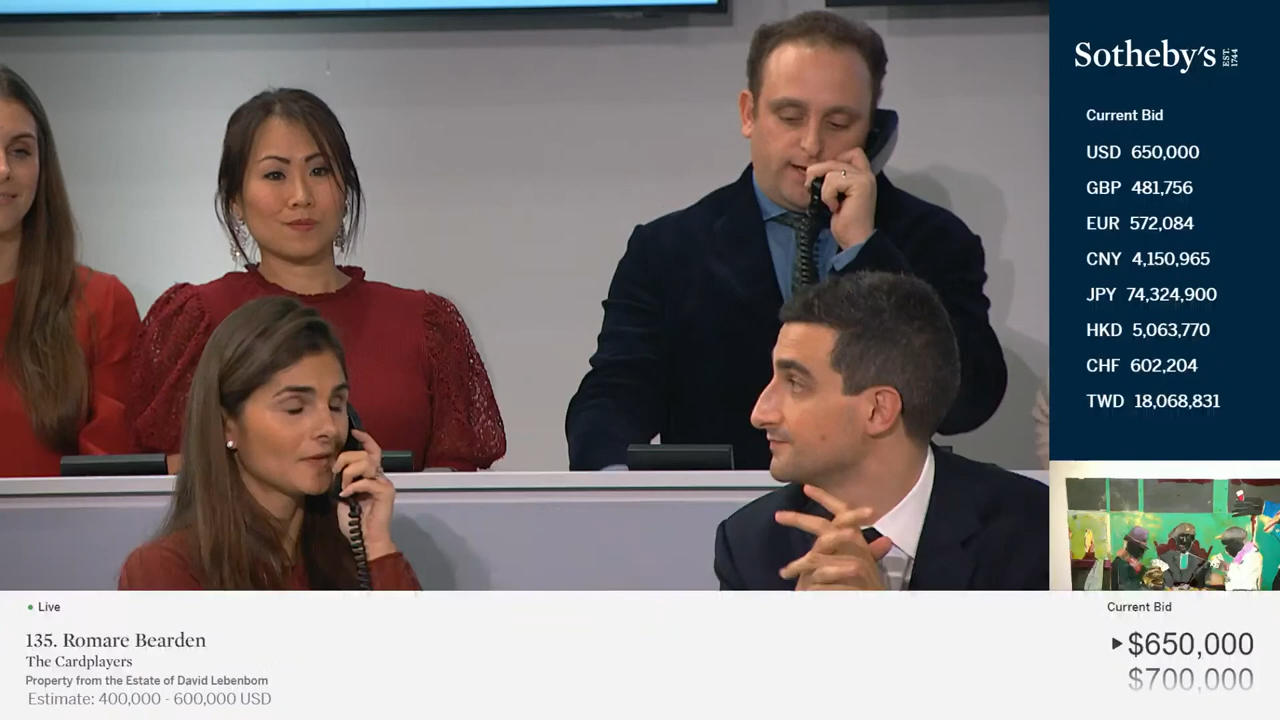 Sotheby's EST. 1744
Current Bid
USD 650,000
GBP 481,756
EUR 572,084
CNY 4,150,965
JPY 74,324,900
HKD 5,063,770
CHF 602,204
TWD 18,068,831
Live
135. Romare Bearden
The Cardplayers
Property from the Estate of David Lebenbom
Estimate: 400,000 - 600,000 USD
Current Bid
$650,000
$700,000